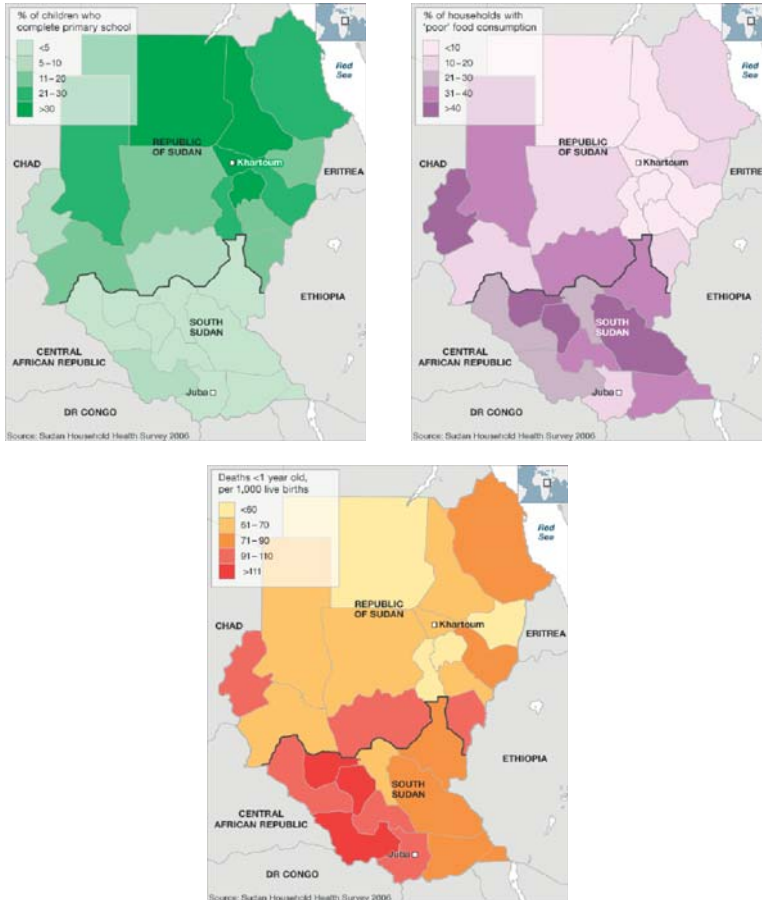 % of children who
complete primary school
<5
5–10
11–20
21–30
>30
Red
Sea
REPUBLIC
OF SUDAN
Khartoum
CHAD
ERITREA
ETHIOPIA
SOUTH
SUDAN
CENTRAL
AFRICAN REPUBLIC
Juba
DR CONGO
Source: Sudan Household Health Survey 2006
% of households with
'poor' food consumption
<10
10–20
21–30
31–40
>40
Red
Sea
REPUBLIC
OF SUDAN
Khartoum
CHAD
ERITREA
ETHIOPIA
SOUTH
SUDAN
CENTRAL
AFRICAN REPUBLIC
Juba
DR CONGO
Source: Sudan Household Health Survey 2006
Deaths <1 year old,
per 1,000 live births
<60
61–70
71–90
91–110
>111
Red
Sea
REPUBLIC
OF SUDAN
Khartoum
CHAD
ERITREA
ETHIOPIA
SOUTH
SUDAN
CENTRAL
AFRICAN REPUBLIC
Juba
DR CONGO
Source: Sudan Household Health Survey 2006